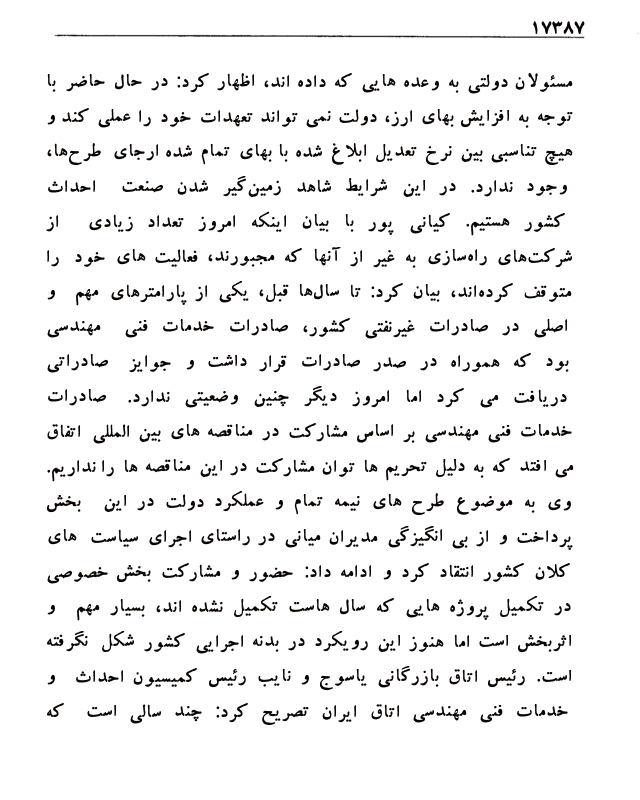 ۱۷۳۸۷
مسئولان دولتی به وعده هایی که داده اند، اظهار کرد: در حال حاضر با
توجه به افزایش بهای ارز، دولت نمی تواند تعهدات خود را عملی کند و
هیچ تناسبی بین نرخ تعدیل ابلاغ شده با بهای تمام شده ارجای طرح‌ها،
وجود ندارد. در این شرایط شاهد زمین‌گیر شدن صنعت احداث
کشور هستیم. کیانی پور با بیان اینکه امروز تعداد زیادی از
شرکت‌های راه‌سازی به غیر از آنها که مجبورند، فعالیت های خود را
متوقف کرده‌اند، بیان کرد: تا سال‌ها قبل، یکی از پارامترهای مهم و
اصلی در صادرات غیرنفتی کشور، صادرات خدمات فنی مهندسی
بود که هموراه در صدر صادرات قرار داشت و جوایز صادراتی
دریافت می کرد اما امروز دیگر چنین وضعیتی ندارد. صادرات
خدمات فنی مهندسی بر اساس مشارکت در مناقصه های بین المللی اتفاق
می افتد که به دلیل تحریم ها توان مشارکت در این مناقصه ها را نداریم.
وی به موضوع طرح های نیمه تمام و عملکرد دولت در این بخش
پرداخت و از بی انگیزگی مدیران میانی در راستای اجرای سیاست های
کلان کشور انتقاد کرد و ادامه داد: حضور و مشارکت بخش خصوصی
در تکمیل پروژه هایی که سال هاست تکمیل نشده اند، بسیار مهم و
اثربخش است اما هنوز این رویکرد در بدنه اجرایی کشور شکل نگرفته
است. رئیس اتاق بازرگانی یاسوج و نایب رئیس کمیسیون احداث و
خدمات فنی مهندسی اتاق ایران تصریح کرد: چند سالی است که